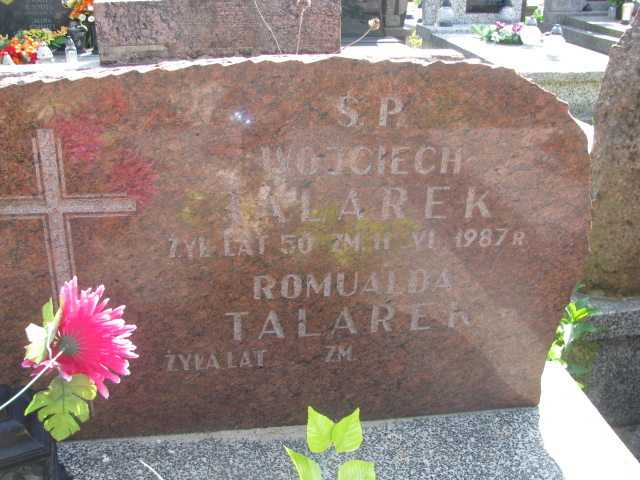 Ś.P.
WOJCIECH
TALAREK
ŻYŁ LAT 50 ZM. 11 VI 1987 R
ROMUALDA
TALAREK
ŻYŁA LAT ZM.